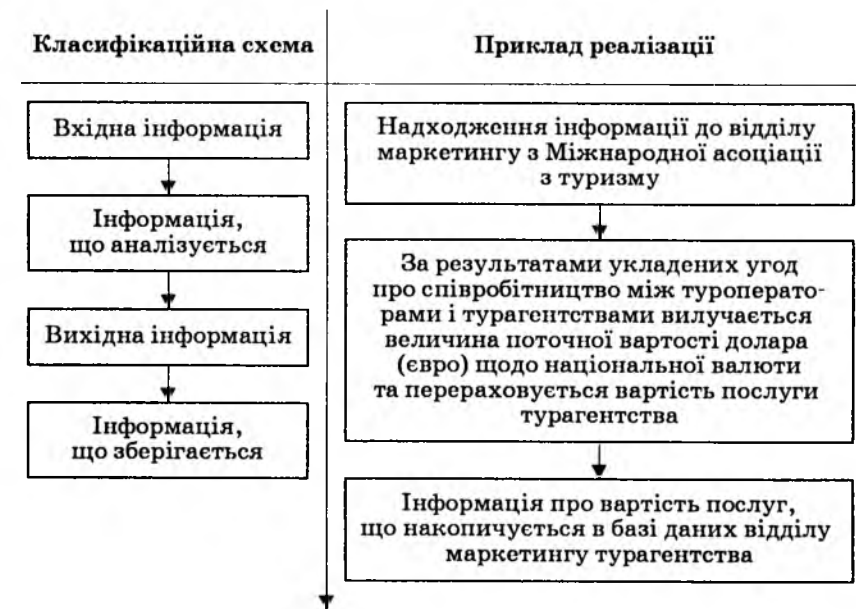 Класифікаційна схема
Приклад реалізації
Вхідна інформація
Інформація,
що аналізується
Вихідна інформація
Інформація,
що зберігається
Надходження інформації до відділу
маркетингу з Міжнародної асоціації
з туризму
За результатами укладених угод
про співробітництво між туроперато-
рами і турагентствами вилучається
величина поточної вартості долара
(євро) щодо національної валюти
та перераховується вартість послуги
турагентства
Інформація про вартість послуг,
що накопичується в базі даних відділу
маркетингу турагентства